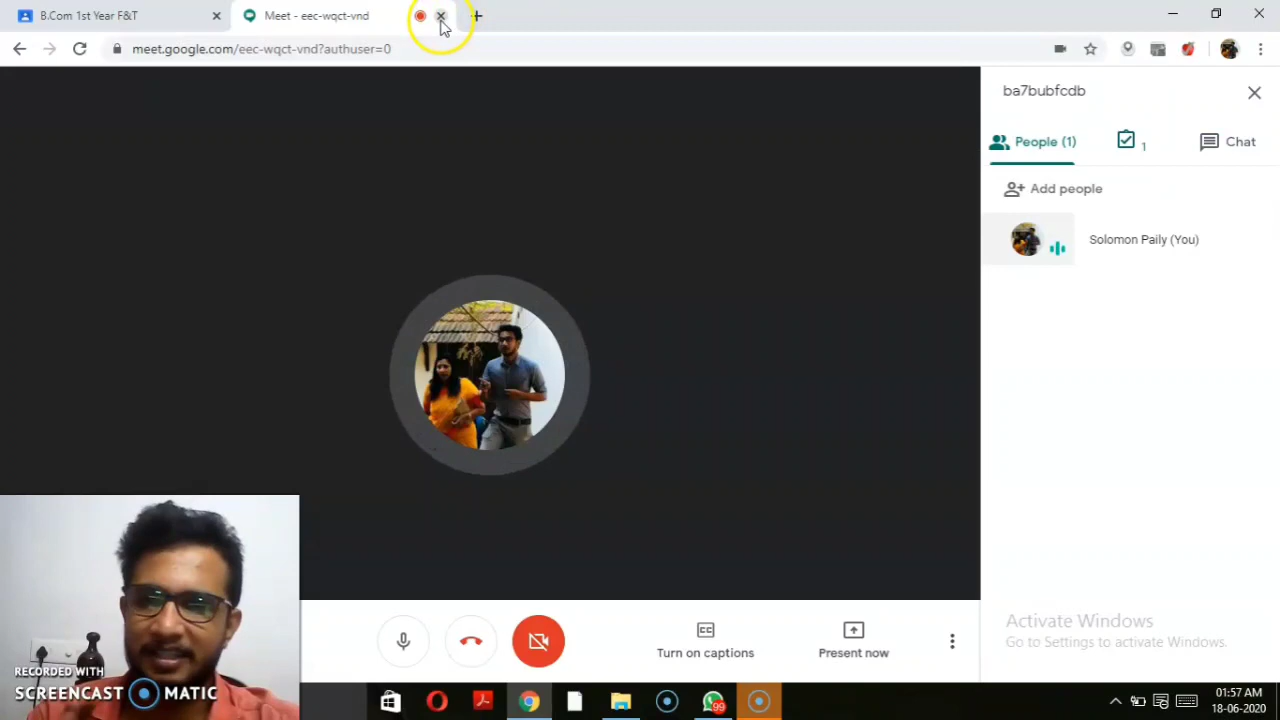 B.Com 1st Year F&T
Meet - eec-wqct-vnd
meet.google.com/eec-wqct-vnd?authuser=0
ba7bubfcdb
People (1)
1
Chat
Add people
Solomon Paily (You)
Turn on captions
Present now
Activate Windows
Go to Settings to activate Windows.
RECORDED WITH
SCREENCAST MATIC
99
01:57 AM
18-06-2020